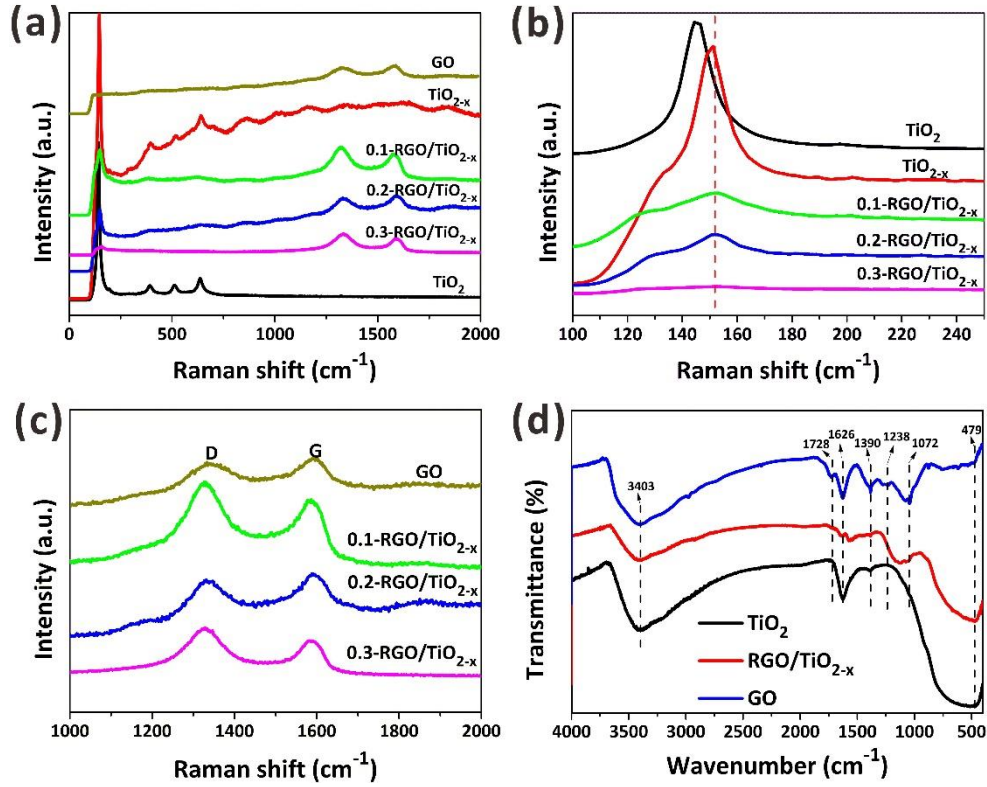 (a)
Intensity (a.u.)
GO
TiO2-x
0.1-RGO/TiO2-x
0.2-RGO/TiO2-x
0.3-RGO/TiO2-x
TiO2
0 500 1000 1500 2000
Raman shift (cm-1)
(b)
Intensity (a.u.)
TiO2
TiO2-x
0.1-RGO/TiO2-x
0.2-RGO/TiO2-x
0.3-RGO/TiO2-x
100 120 140 160 180 200 220 240
Raman shift (cm-1)
(c)
Intensity (a.u.)
D G
GO
0.1-RGO/TiO2-x
0.2-RGO/TiO2-x
0.3-RGO/TiO2-x
1000 1200 1400 1600 1800 2000
Raman shift (cm-1)
(d)
Transmittance (%)
3403 1728 1626 1390 1238 1072 479
TiO2
RGO/TiO2-x
GO
4000 3500 3000 2500 2000 1500 1000 500
Wavenumber (cm-1)